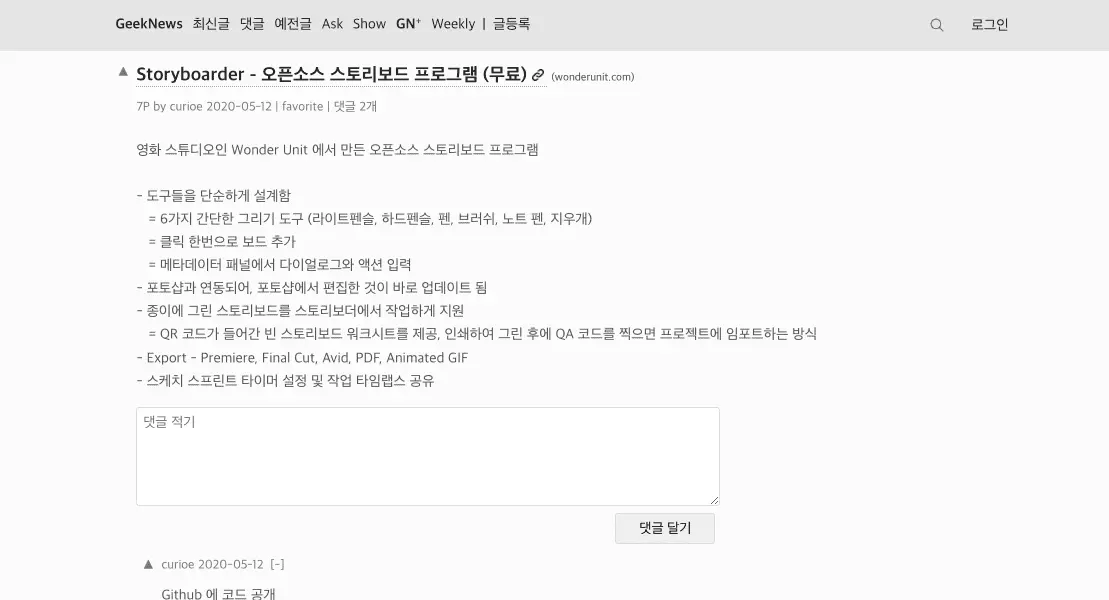 GeekNews 최신글 댓글 예전글 Ask Show GN⁺ Weekly | 글등록 로그인
▲ Storyboarder - 오픈소스 스토리보드 프로그램 (무료) (wonderunit.com)
7P by curioe 2020-05-12 | favorite | 댓글 2개
영화 스튜디오인 Wonder Unit 에서 만든 오픈소스 스토리보드 프로그램
- 도구들을 단순하게 설계함
= 6가지 간단한 그리기 도구 (라이트펜슬, 하드펜슬, 펜, 브러쉬, 노트 펜, 지우개)
= 클릭 한번으로 보드 추가
= 메타데이터 패널에서 다이얼로그와 액션 입력
- 포토샵과 연동되어, 포토샵에서 편집한 것이 바로 업데이트 됨
- 종이에 그린 스토리보드를 스토리보더에서 작업하게 지원
= QR 코드가 들어간 빈 스토리보드 워크시트를 제공, 인쇄하여 그린 후에 QA 코드를 찍으면 프로젝트에 임포트하는 방식
- Export - Premiere, Final Cut, Avid, PDF, Animated GIF
- 스케치 스프린트 타이머 설정 및 작업 타임랩스 공유
댓글 적기
댓글 달기
▲ curioe 2020-05-12 [-]
Github 에 코드 공개